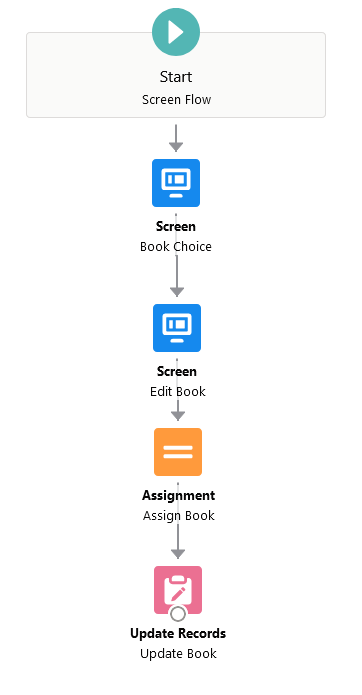 Start
Screen Flow
Screen
Book Choice
Screen
Edit Book
Assignment
Assign Book
Update Records
Update Book